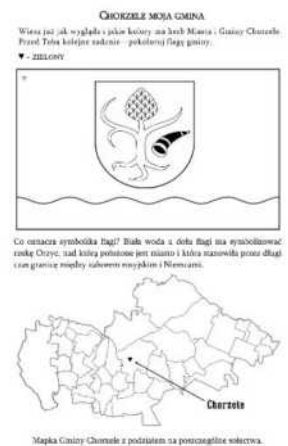 CHORZELE MOJA GMINA
Wiesz już jak wygląda i jakie kolory ma herb Miasta i Gminy Chorzele.
Przed Tobą kolejne zadanie - pokoloruj flagę gminy.
♥ - ZIELONY
♥
Co oznacza symbolika flagi? Biała woda u dołu flagi ma symbolizować
rzekę Orzyc, nad którą położone jest miasto i która stanowiła przez długi
czas granicę między zaborem rosyjskim i Niemcami.
Chorzele
Mapka Gminy Chorzele z podziałem na poszczególne sołectwa.